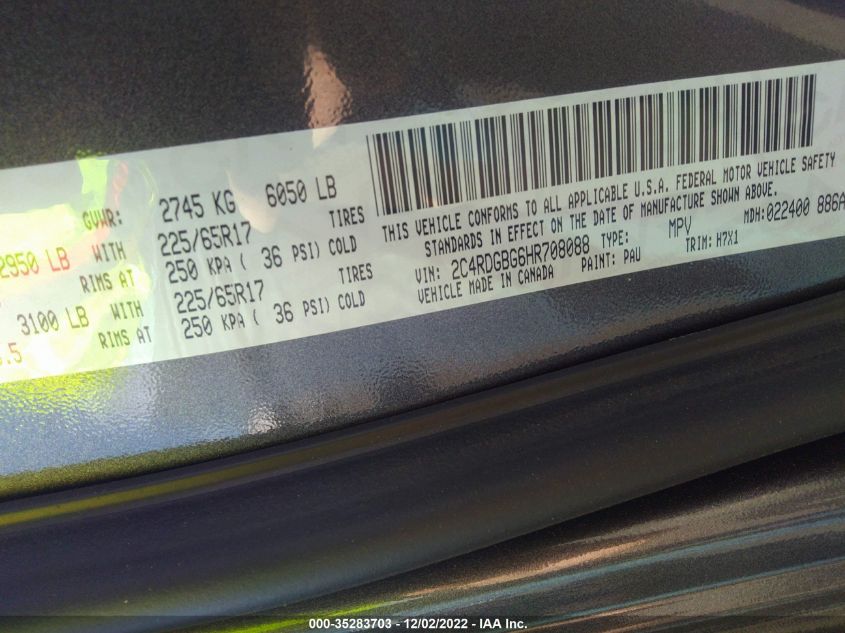 GVWR: 2745 KG 6050 LB
2950 LB WITH 225/65R17 TIRES
RIMS AT 250 KPA ( 36 PSI) COLD
3100 LB WITH 225/65R17 TIRES
.5 RIMS AT 250 KPA ( 36 PSI) COLD
THIS VEHICLE CONFORMS TO ALL APPLICABLE U.S.A. FEDERAL MOTOR VEHICLE SAFETY
STANDARDS IN EFFECT ON THE DATE OF MANUFACTURE SHOWN ABOVE.
VIN: 2C4RDGBG6HR708088 TYPE: MPV MDH:022400 886A
VEHICLE MADE IN CANADA PAINT: PAU TRIM: H7X1
000-35283703 - 12/02/2022 - IAA Inc.